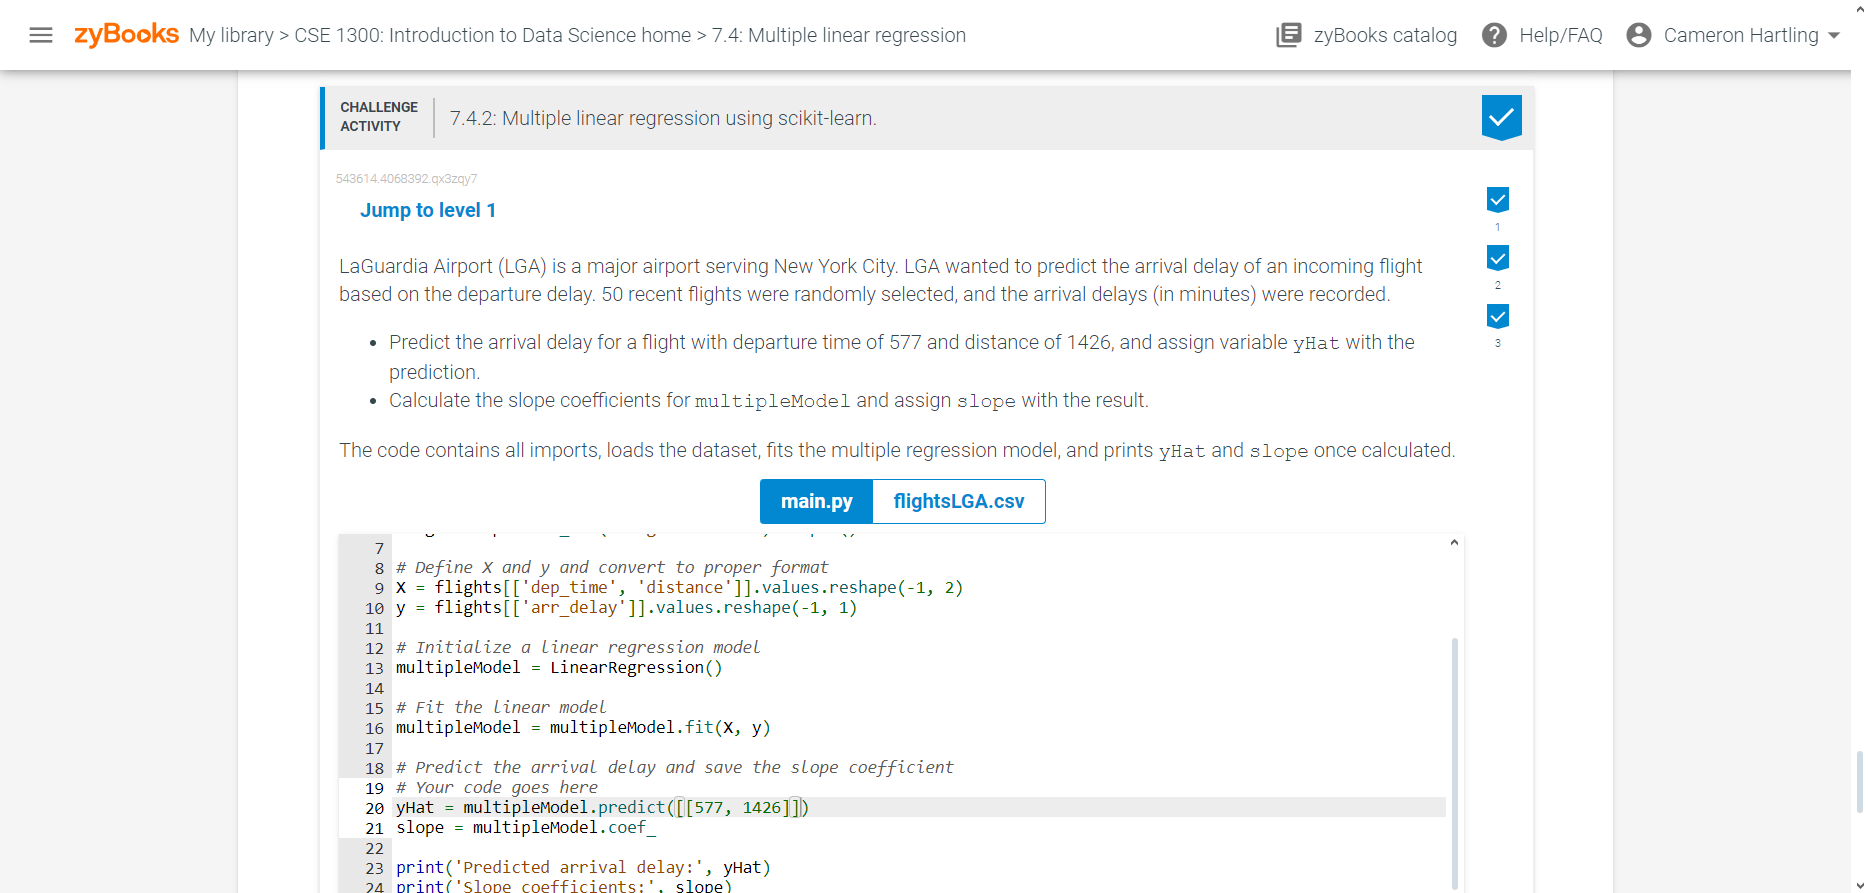 zyBooks My library > CSE 1300: Introduction to Data Science home > 7.4: Multiple linear regression
zyBooks catalog
Help/FAQ
Cameron Hartling
CHALLENGE
ACTIVITY
7.4.2: Multiple linear regression using scikit-learn.
543614.4068392.qx3zqy7
Jump to level 1
1
2
3
LaGuardia Airport (LGA) is a major airport serving New York City. LGA wanted to predict the arrival delay of an incoming flight
based on the departure delay. 50 recent flights were randomly selected, and the arrival delays (in minutes) were recorded.
• Predict the arrival delay for a flight with departure time of 577 and distance of 1426, and assign variable yHat with the
prediction.
• Calculate the slope coefficients for multipleModel and assign slope with the result.
The code contains all imports, loads the dataset, fits the multiple regression model, and prints yHat and slope once calculated.
main.py
flightsLGA.csv
7
8 # Define X and y and convert to proper format
9 X = flights[['dep_time', 'distance']].values.reshape(-1, 2)
10 y = flights[['arr_delay']].values.reshape(-1, 1)
11
12 # Initialize a linear regression model
13 multipleModel = LinearRegression()
14
15 # Fit the linear model
16 multipleModel = multipleModel.fit(X, y)
17
18 # Predict the arrival delay and save the slope coefficient
19 # Your code goes here
20 yHat = multipleModel.predict([[577, 1426]])
21 slope = multipleModel.coef_
22
23 print('Predicted arrival delay:', yHat)
24 print('Slope coefficients:', slope)